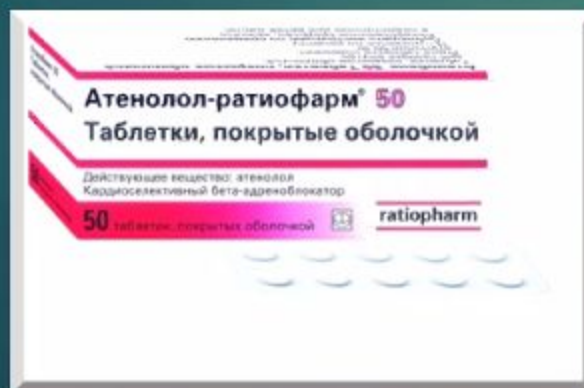 Атенолол-ратиофарм® 50
Таблетки, покрытые оболочкой
Действующее вещество: атенолол
Кардиоселективный бета-адреноблокатор
50 таблеток, покрытых оболочкой
ratiopharm